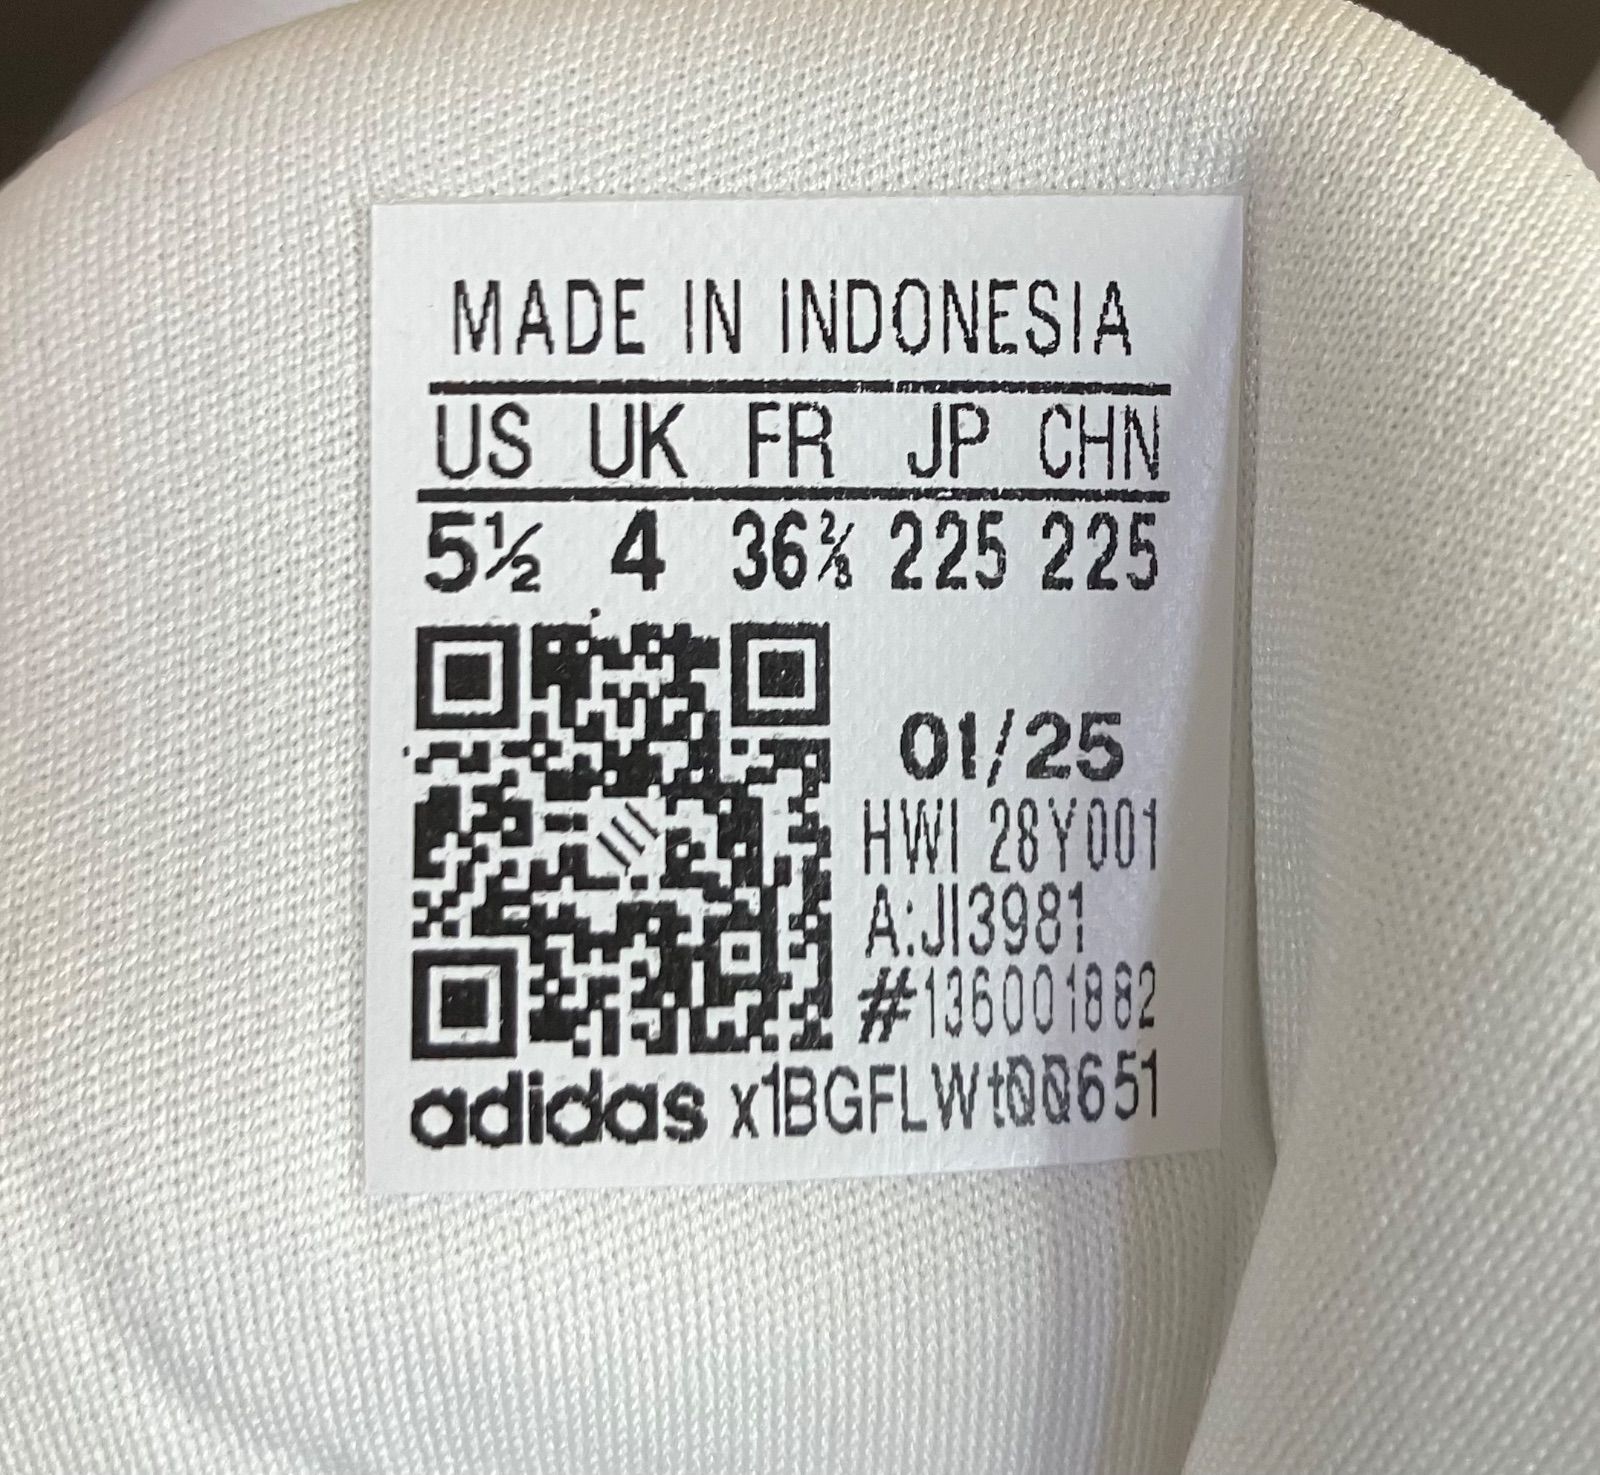 MADE IN INDONESIA
US UK FR JP CHN
5½ 4 36⅔ 225 225
01/25
HWI 28Y001
A:JI3981
#136001882
adidas x1BGFLWtQQ651